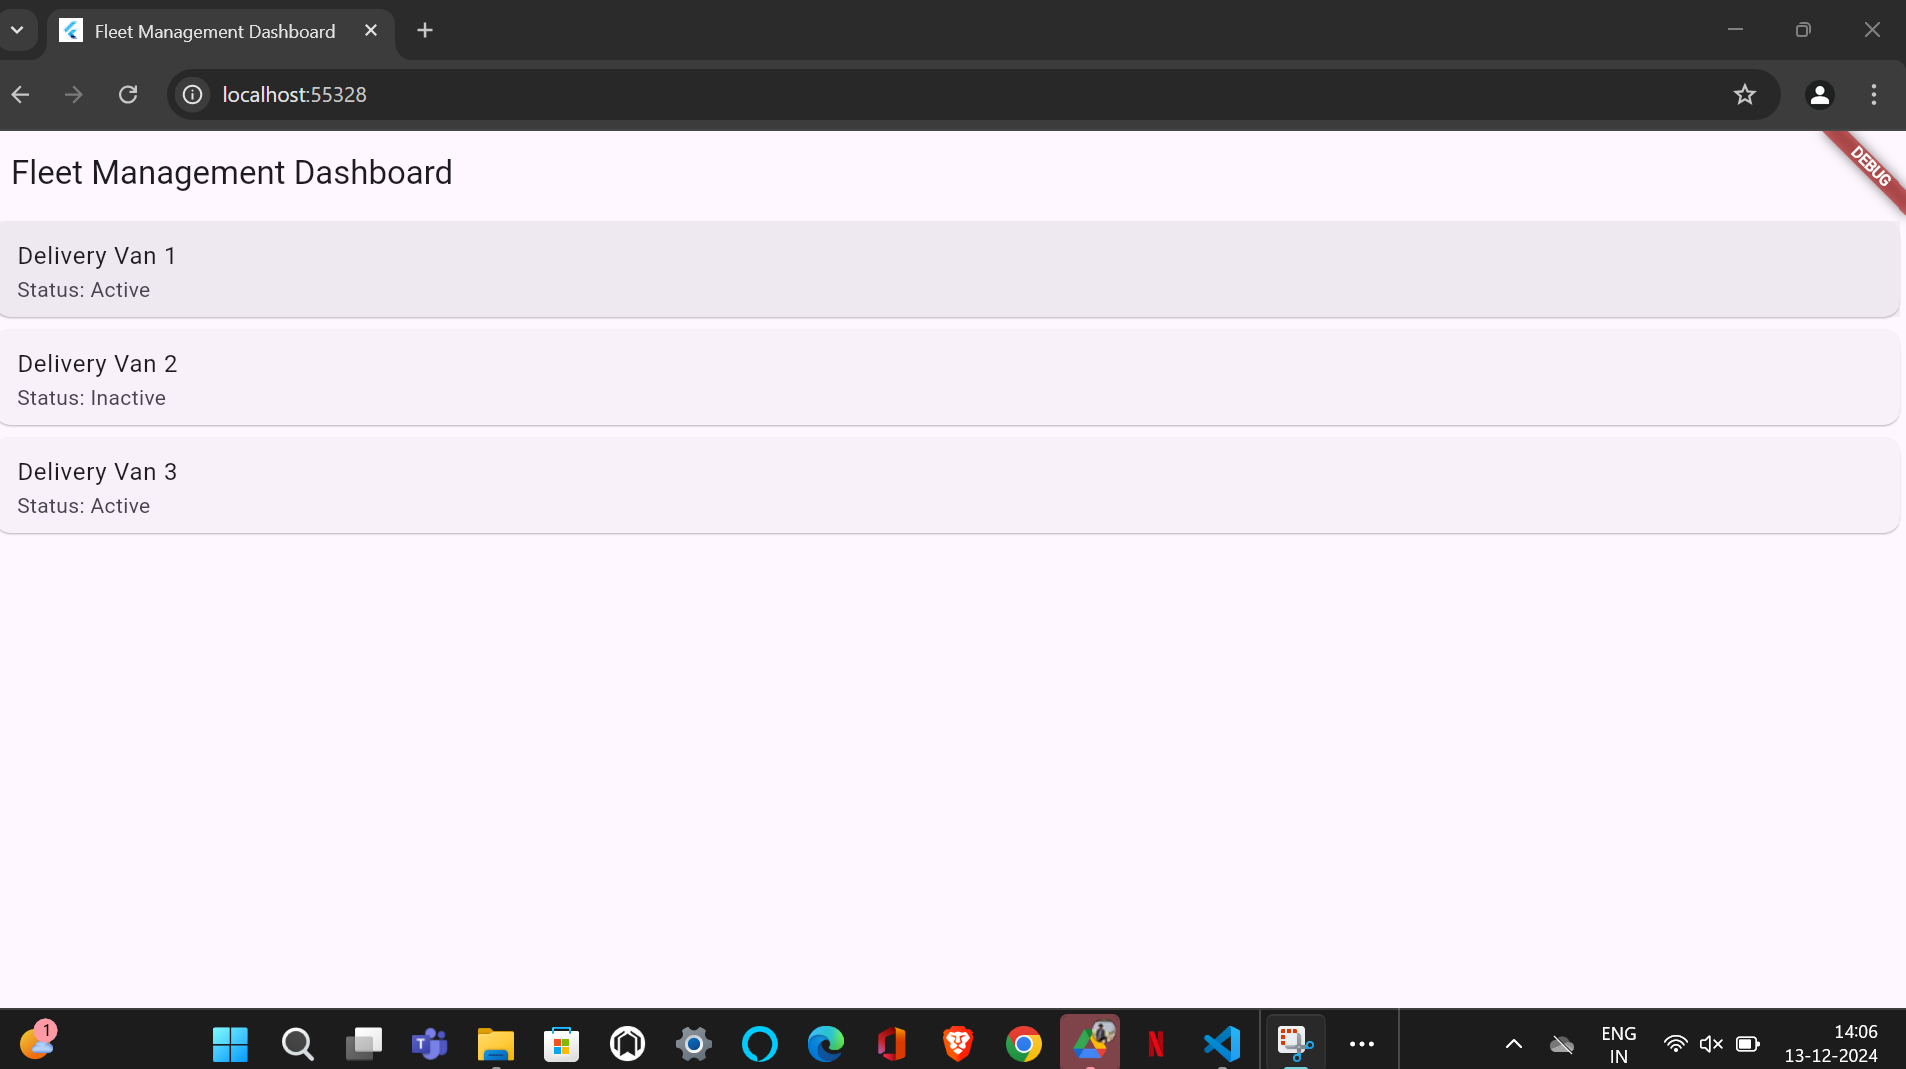 Fleet Management Dashboard
localhost:55328
Fleet Management Dashboard
DEBUG
Delivery Van 1
Status: Active
Delivery Van 2
Status: Inactive
Delivery Van 3
Status: Active
1
T
N
ENG
IN
14:06
13-12-2024